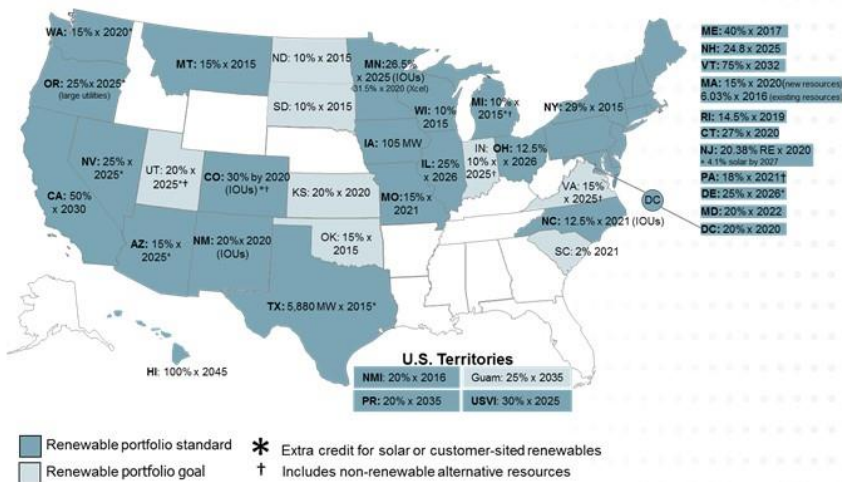 WA: 15% x 2020*
OR: 25% x 2025*
(large utilities)
CA: 50%
x 2030
NV: 25% x
2025*
AZ: 15% x
2025*
MT: 15% x 2015
UT: 20% x
2025*†
CO: 30% by 2020
(IOUs) *†
NM: 20% x 2020
(IOUs)
ND: 10% x 2015
SD: 10% x 2015
KS: 20% x 2020
OK: 15% x
2015
TX: 5,880 MW x 2015*
MN: 26.5%
x 2025 (IOUs)
31.5% x 2020 (Xcel)
IA: 105 MW
MO: 15% x
2021
WI: 10%
2015
IL: 25%
x 2026
MI: 10% x
2015*†
IN:
10% x
2025†
OH: 12.5%
x 2026
NY: 29% x 2015
VA: 15%
x 2025†
NC: 12.5% x 2021 (IOUs)
SC: 2% 2021
DC
HI: 100% x 2045
ME: 40% x 2017
NH: 24.8 x 2025
VT: 75% x 2032
MA: 15% x 2020 (new resources)
6.03% x 2016 (existing resources)
RI: 14.5% x 2019
CT: 27% x 2020
NJ: 20.38% RE x 2020
+ 4.1% solar by 2027
PA: 18% x 2021†
DE: 25% x 2026*
MD: 20% x 2022
DC: 20% x 2020
U.S. Territories
NMI: 20% x 2016
Guam: 25% x 2035
PR: 20% x 2035
USVI: 30% x 2025
Renewable portfolio standard
Renewable portfolio goal
* Extra credit for solar or customer-sited renewables
† Includes non-renewable alternative resources